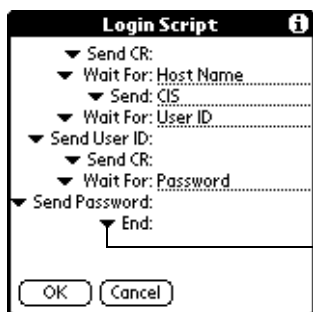 Login Script i
Send CR:
Wait For: Host Name
Send: CIS
Wait For: User ID
Send User ID:
Send CR:
Wait For: Password
Send Password:
End:
OK Cancel